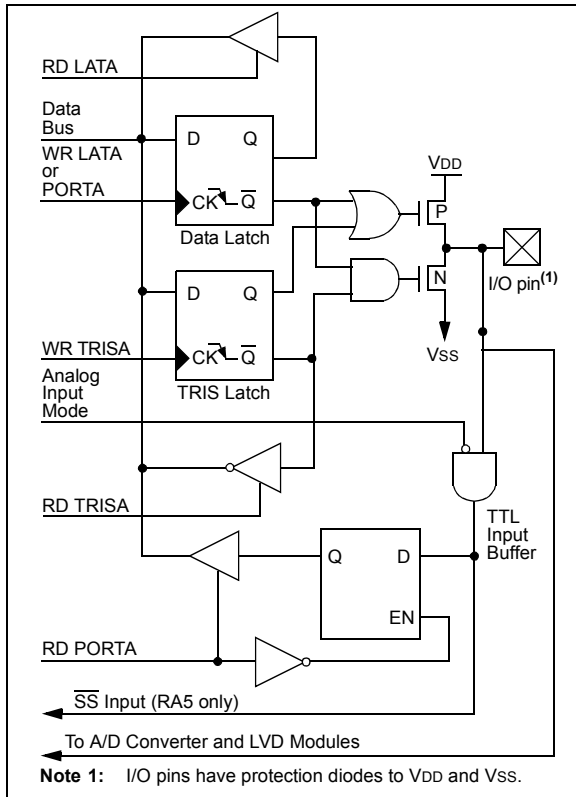 RD LATA
Data
Bus
D Q
WR LATA
or
PORTA
CK Q̅
Data Latch
VDD
P
I/O pin(1)
N
VSS
D Q
WR TRISA
CK Q̅
TRIS Latch
Analog
Input
Mode
RD TRISA
TTL
Input
Buffer
Q D
EN
RD PORTA
S̅S̅ Input (RA5 only)
To A/D Converter and LVD Modules
Note 1: I/O pins have protection diodes to VDD and VSS.